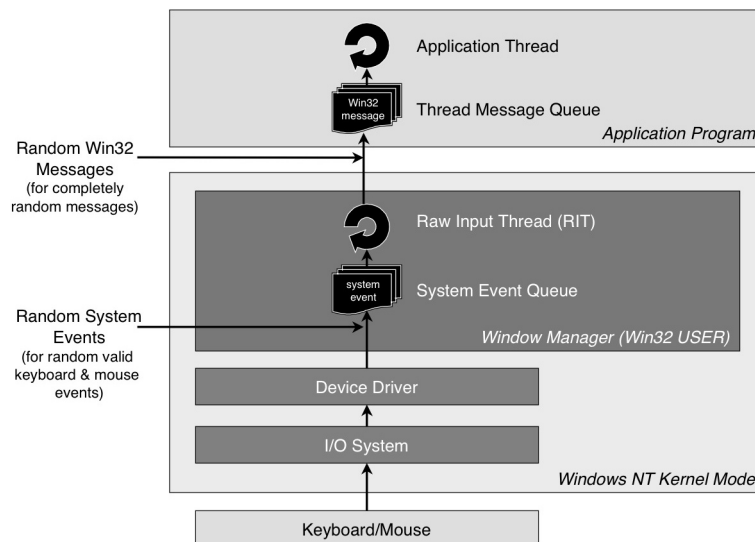 Application Thread
Win32
message
Thread Message Queue
Application Program
Random Win32
Messages
(for completely
random messages)
Raw Input Thread (RIT)
system
event
System Event Queue
Random System
Events
(for random valid
keyboard & mouse
events)
Window Manager (Win32 USER)
Device Driver
I/O System
Windows NT Kernel Mode
Keyboard/Mouse